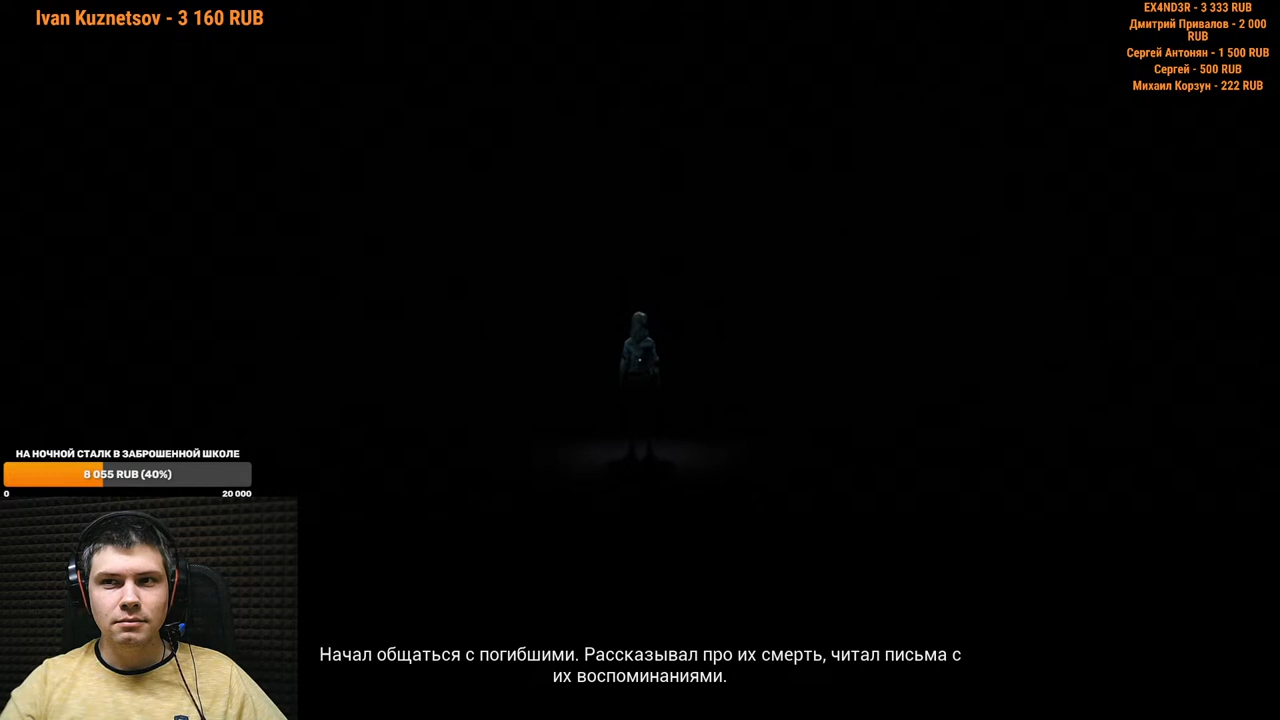 Ivan Kuznetsov - 3 160 RUB
EX4ND3R - 3 333 RUB
Дмитрий Привалов - 2 000
RUB
Сергей Антонян - 1 500 RUB
Сергей - 500 RUB
Михаил Корзун - 222 RUB
НА НОЧНОЙ СТАЛК В ЗАБРОШЕННОЙ ШКОЛЕ
8 055 RUB (40%)
0 20 000
Начал общаться с погибшими. Рассказывал про их смерть, читал письма с
их воспоминаниями.